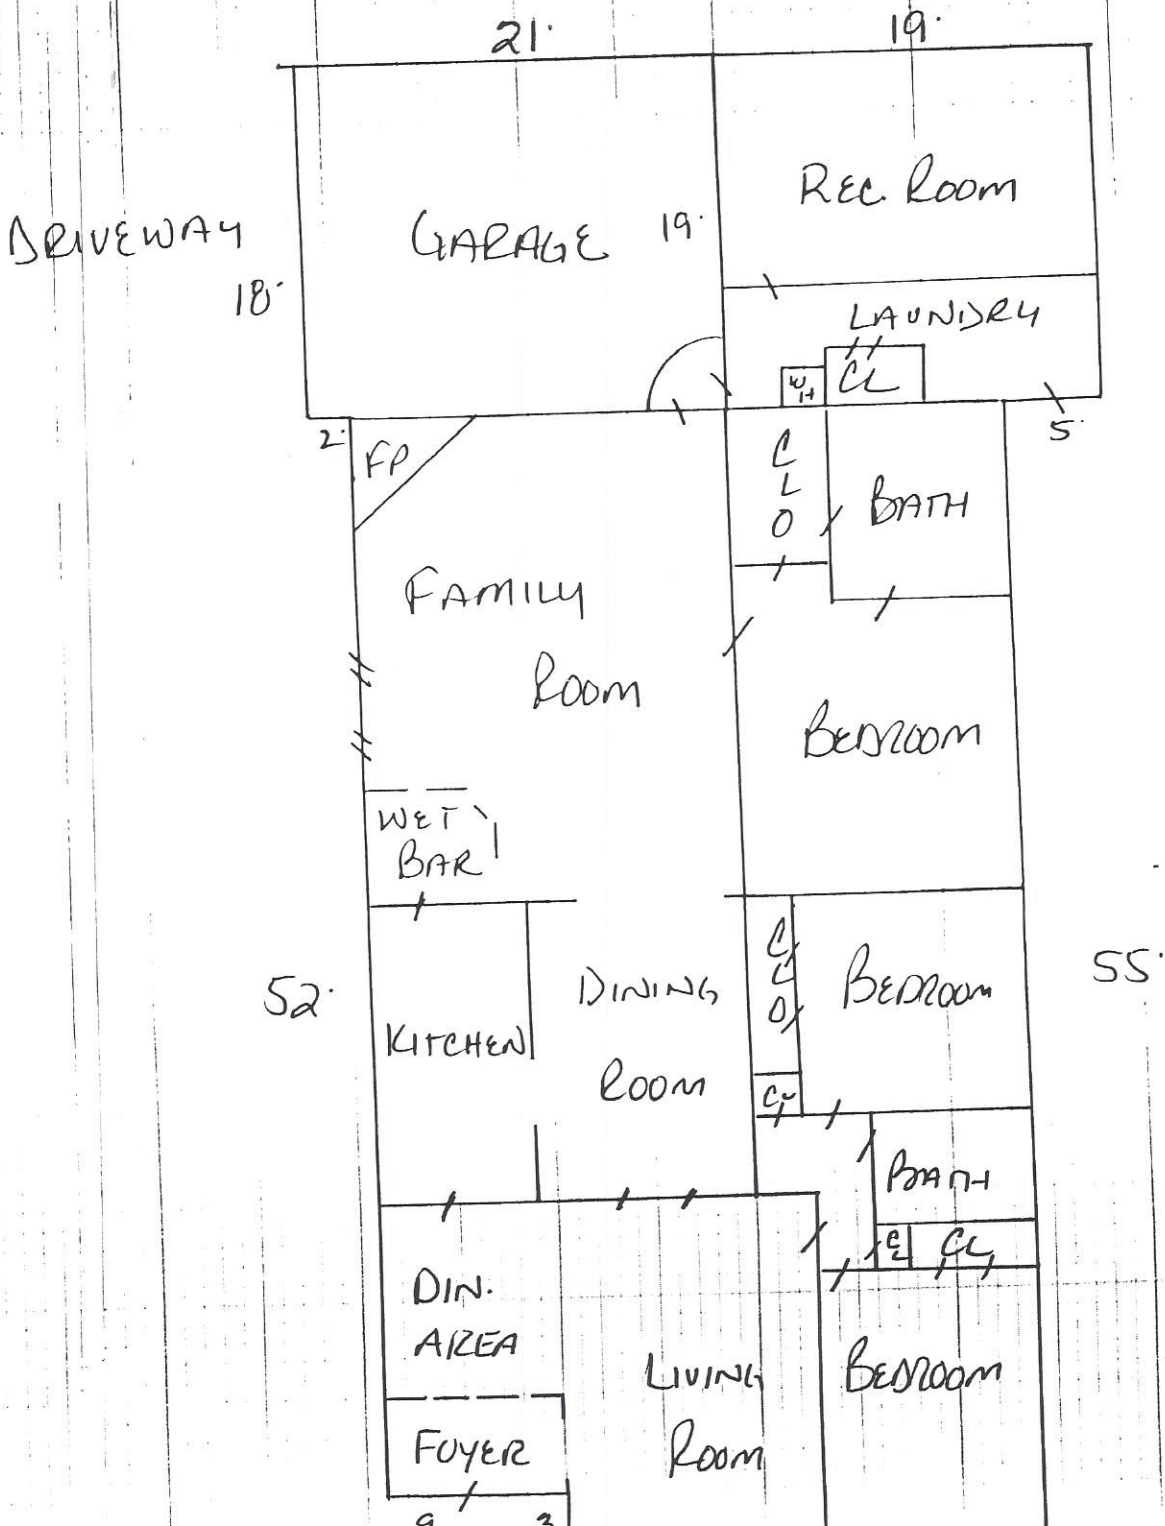 21'
19'
REC. ROOM
DRIVEWAY
GARAGE
19'
18'
LAUNDRY
WH
CL
2'
FP
5'
CLO
BATH
FAMILY
ROOM
BEDROOM
WET
BAR
52'
55'
CLO
BEDROOM
DINING
ROOM
KITCHEN
CL
BATH
CL
CL
DIN.
AREA
LIVING
ROOM
BEDROOM
FOYER
9
3